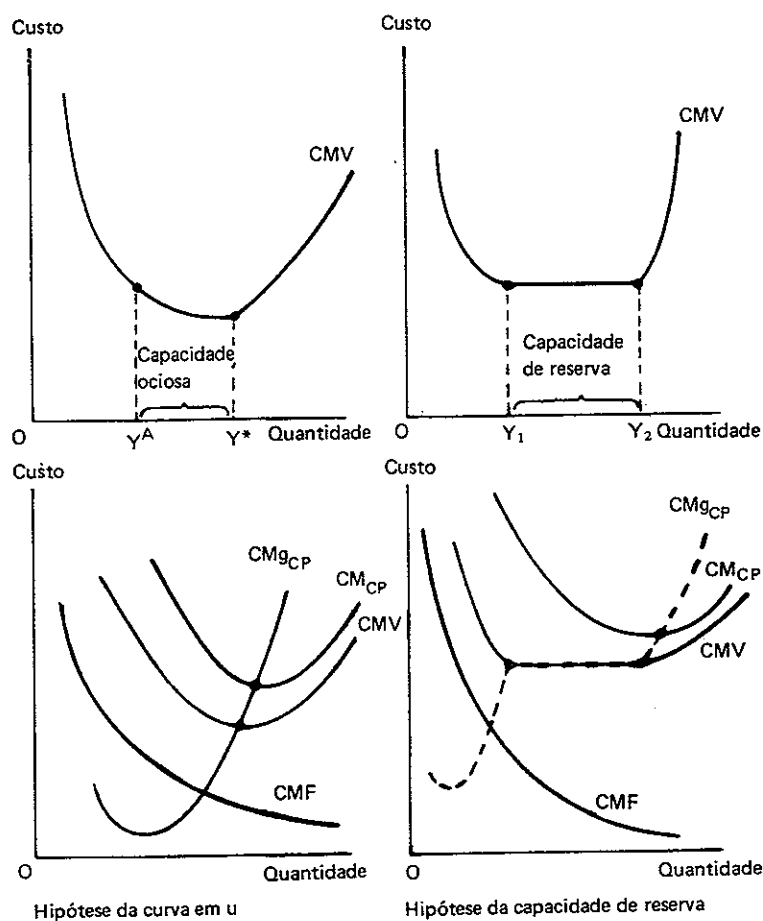 Custo
CMV
Capacidade
ociosa
O
Y^A
Y*
Quantidade
Custo
CMV
Capacidade
de reserva
O
Y₁
Y₂ Quantidade
Custo
CMg_CP
CM_CP
CMV
CMF
O
Quantidade
Hipótese da curva em u
Custo
CMg_CP
CM_CP
CMV
CMF
O
Quantidade
Hipótese da capacidade de reserva